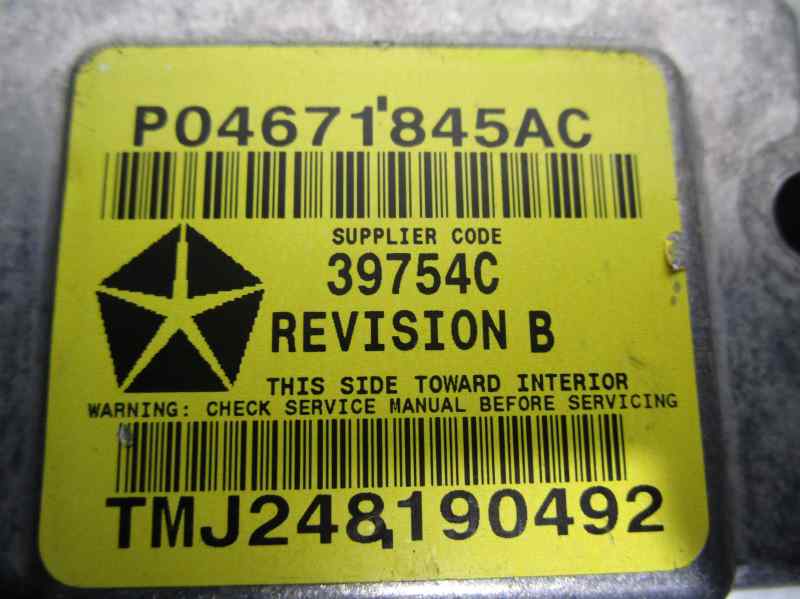 P04671845AC
SUPPLIER CODE
39754C
REVISION B
THIS SIDE TOWARD INTERIOR
WARNING: CHECK SERVICE MANUAL BEFORE SERVICING
TMJ248190492